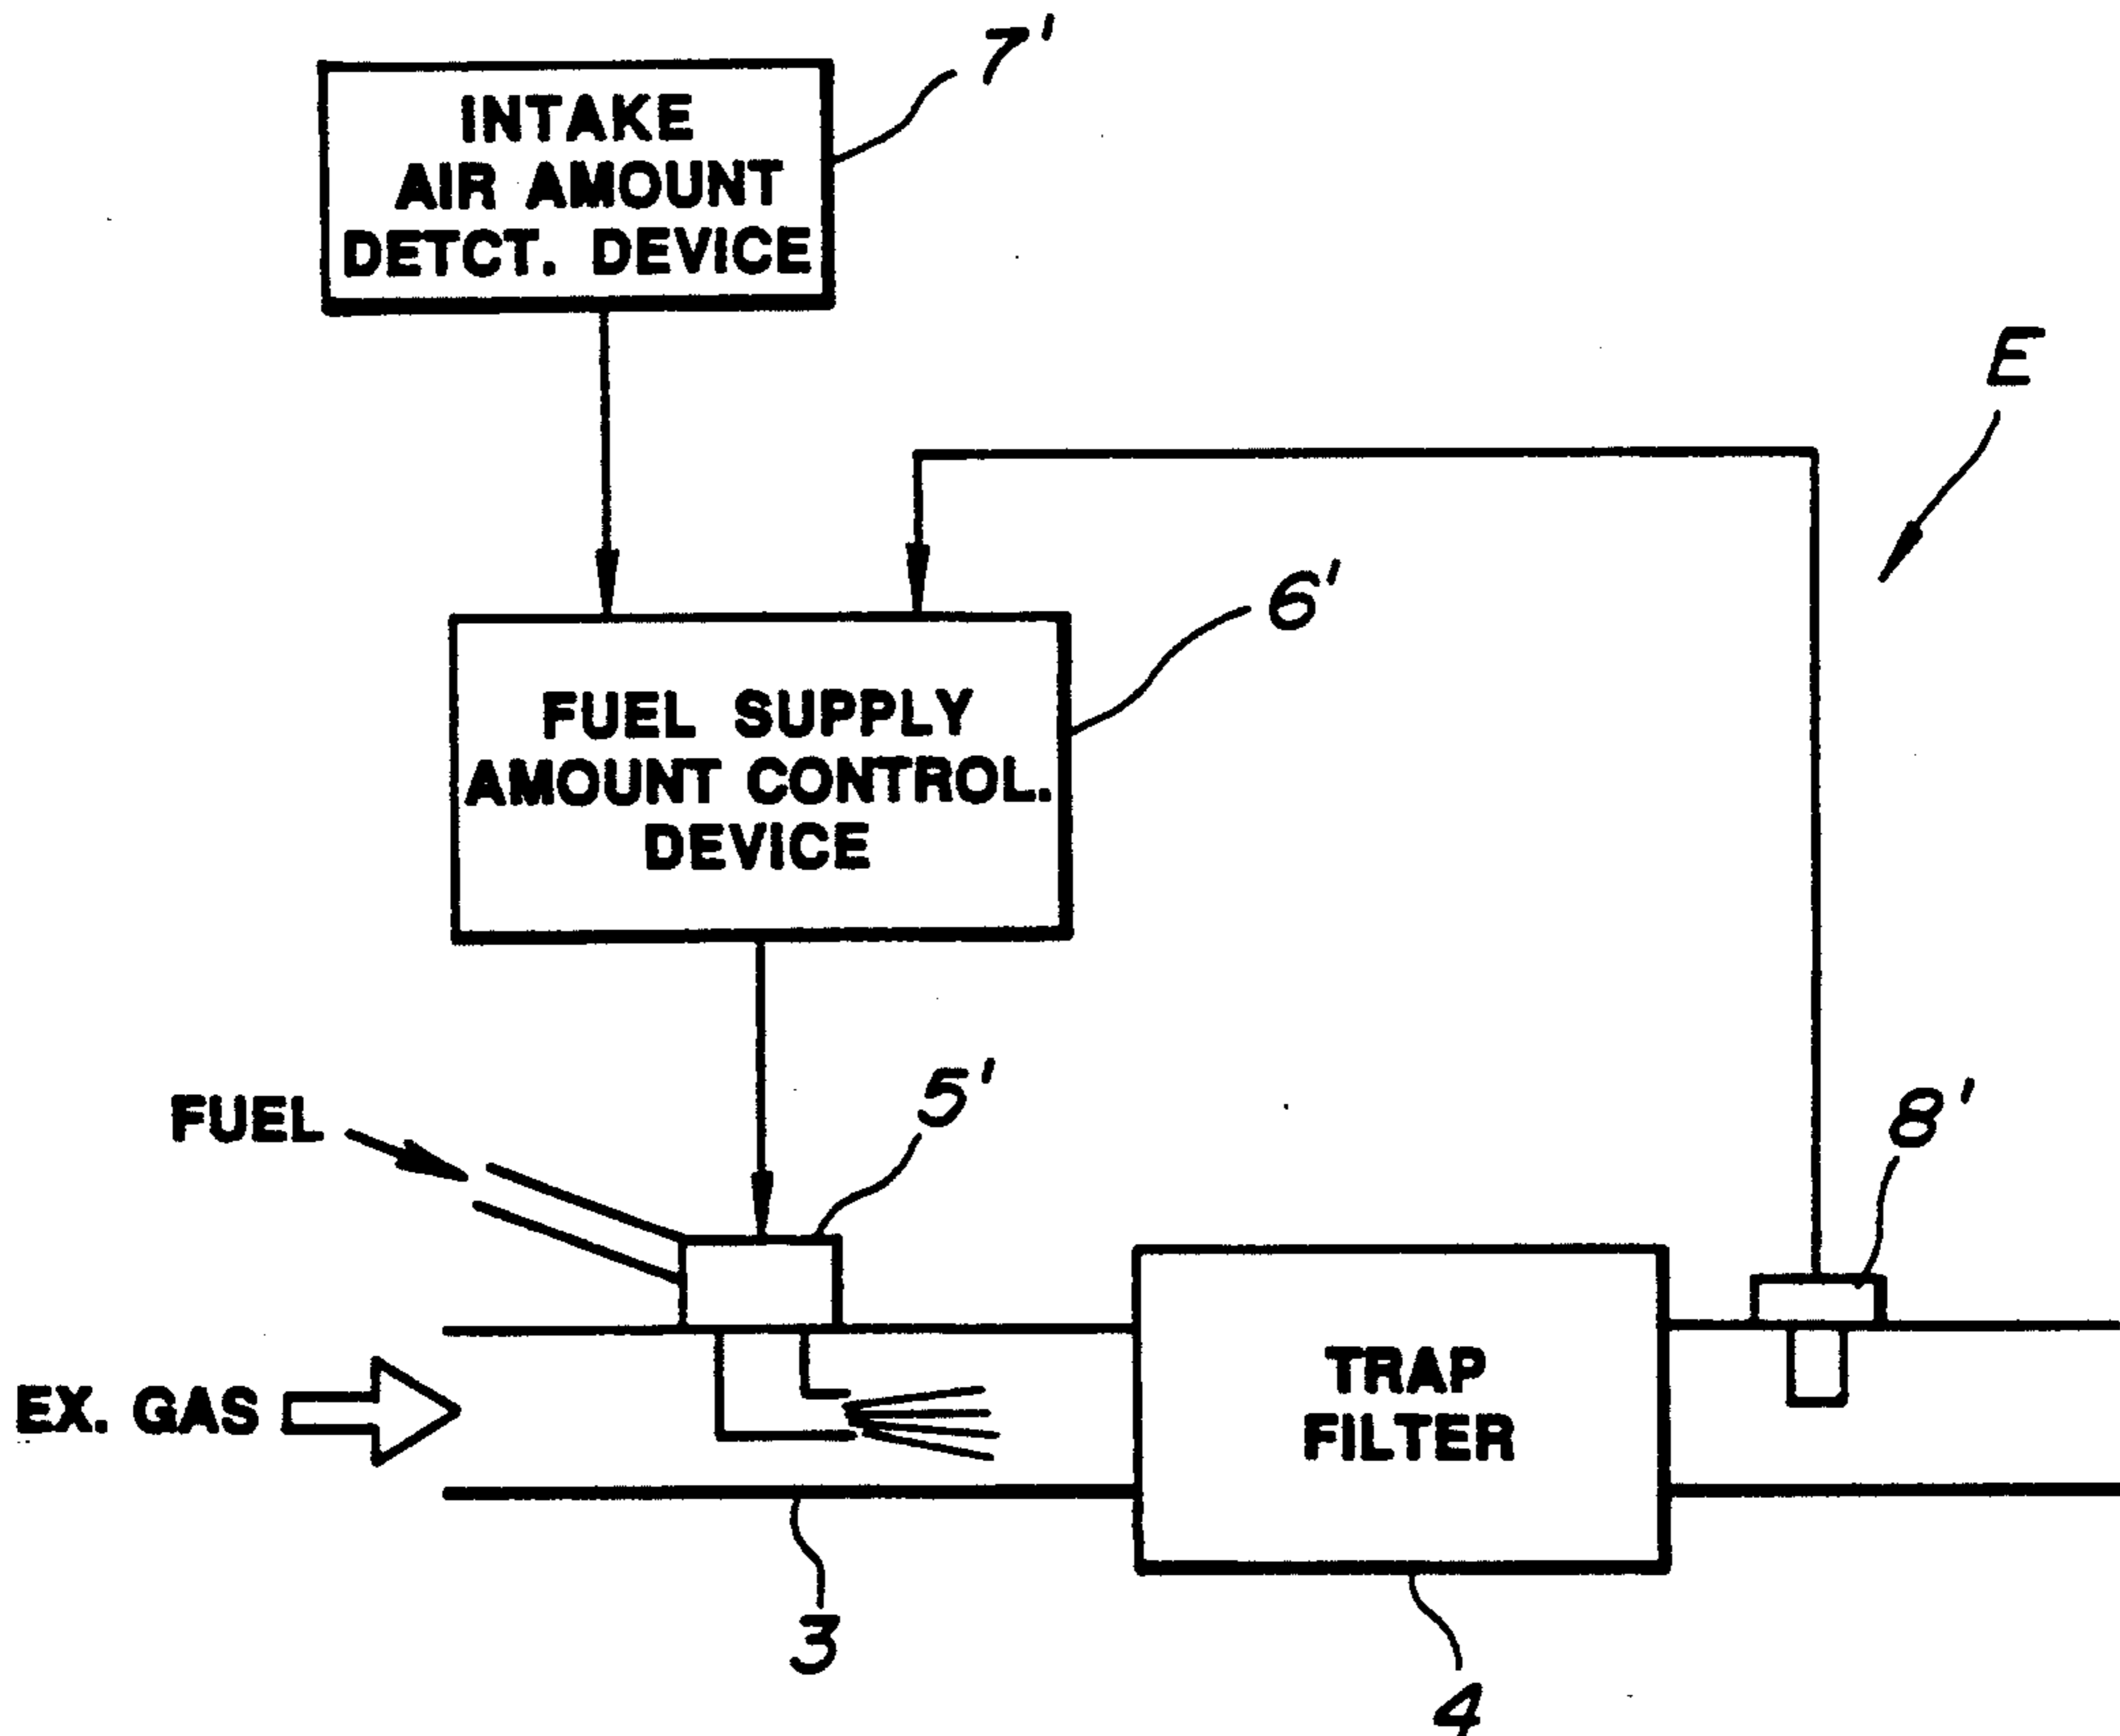 7'
INTAKE
AIR AMOUNT
DETCT. DEVICE
E
6'
FUEL SUPPLY
AMOUNT CONTROL.
DEVICE
5'
FUEL
8'
TRAP
FILTER
EX. GAS
3
4